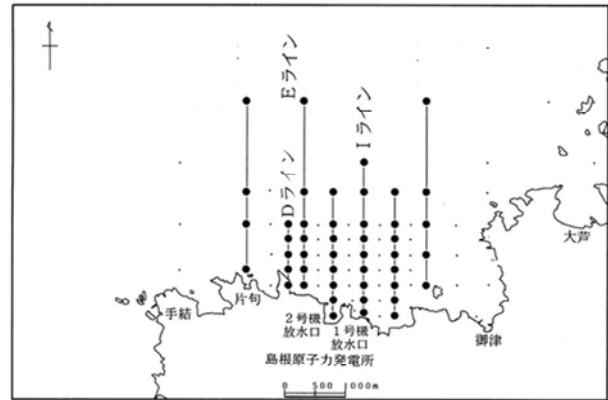 Eライン
Iライン
Dライン
大芦
片句
手結
2号機
放水口
1号機
放水口
御津
島根原子力発電所
0 500 1000m